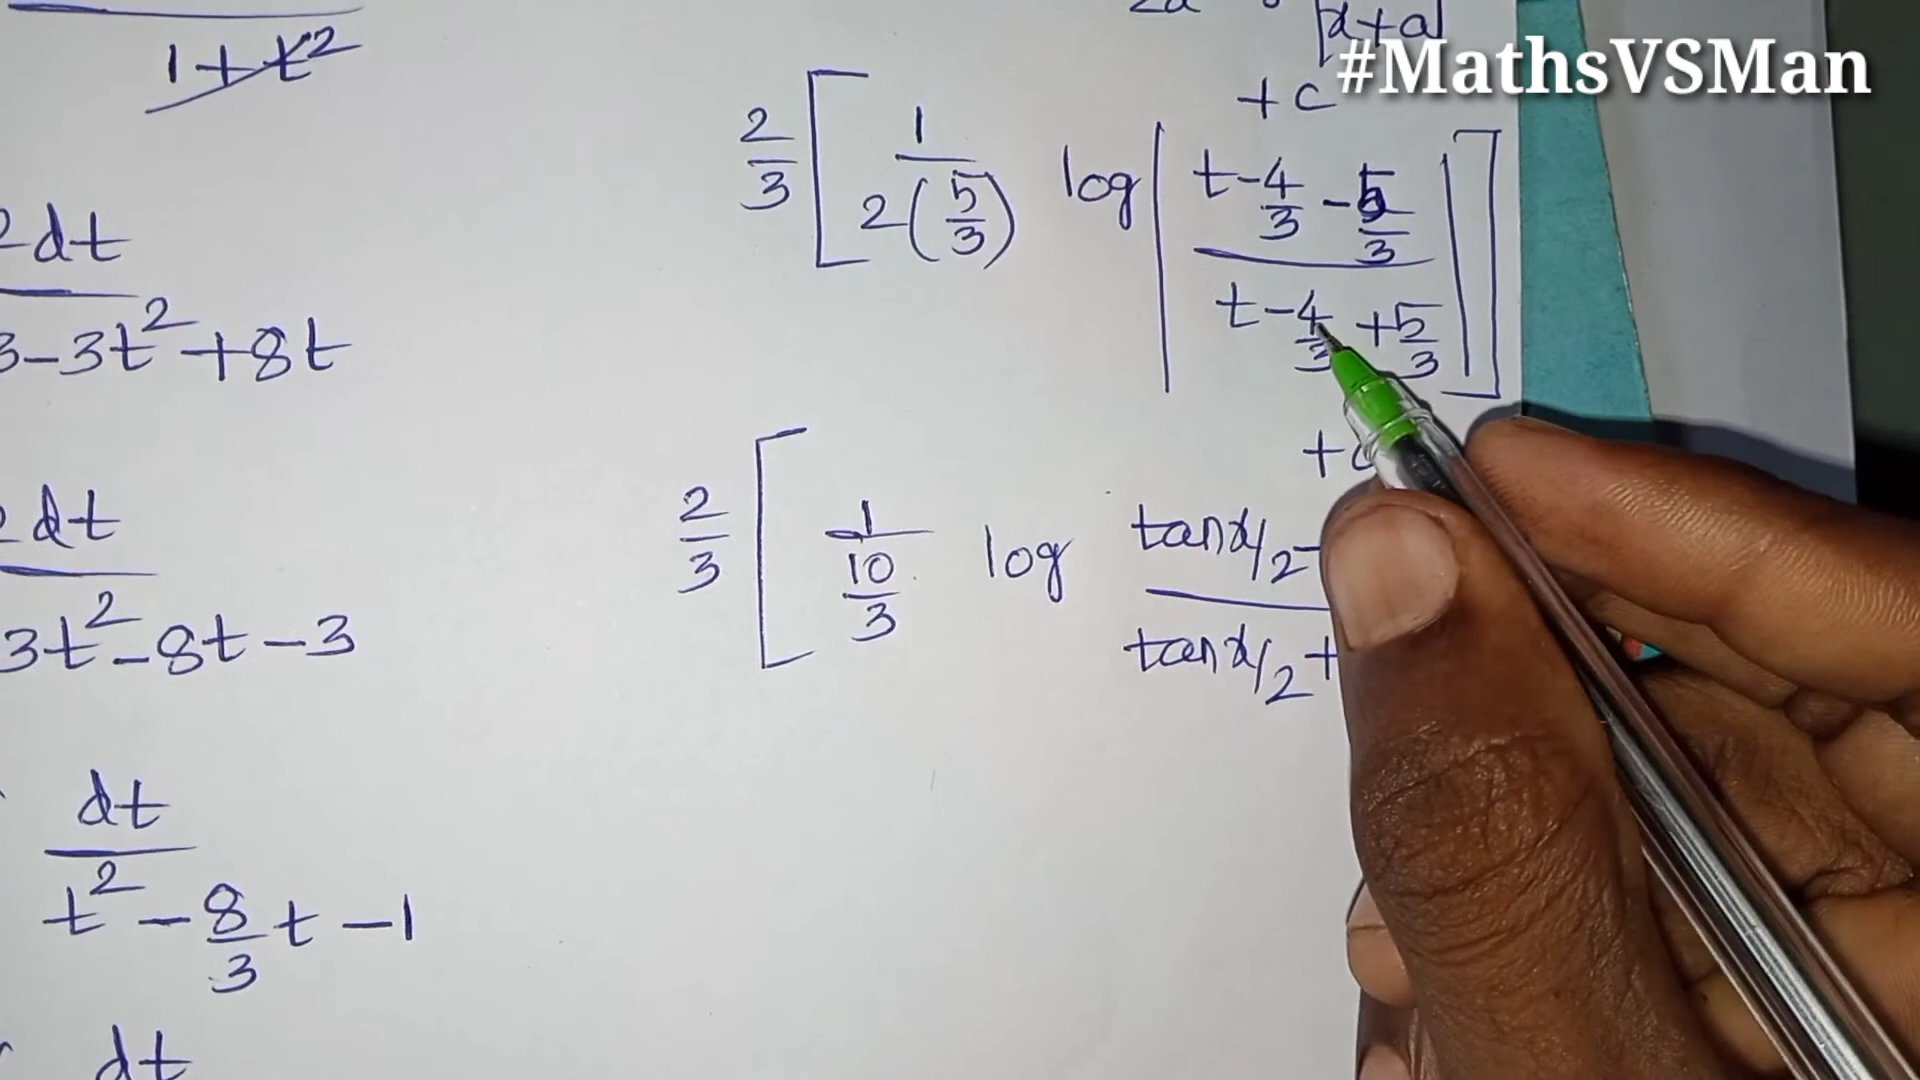 1+t²
2dt
3-3t²+8t
2dt
3t²-8t-3
dt
t² - 8/3 t - 1
dt
|x+a|
+c
#MathsVSMan
2/3 [ 1/2(5/3) log | t-4/3-5/3 / t-4/3+5/3 | ]
+c
2/3 [ 1/10/3 log tanx/2- / tanx/2+